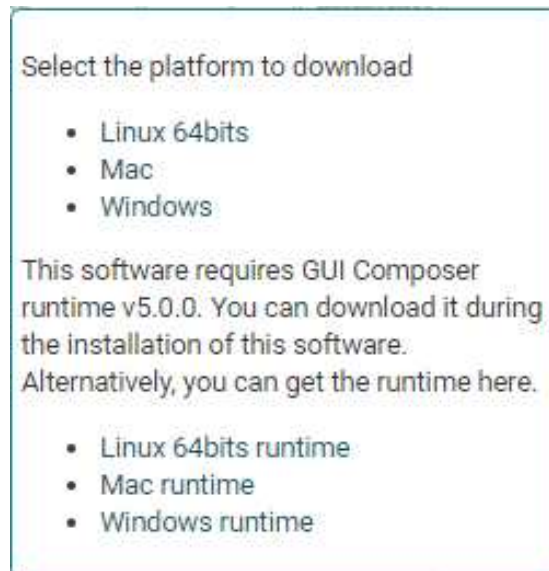 Select the platform to download
• Linux 64bits
• Mac
• Windows
This software requires GUI Composer
runtime v5.0.0. You can download it during
the installation of this software.
Alternatively, you can get the runtime here.
• Linux 64bits runtime
• Mac runtime
• Windows runtime